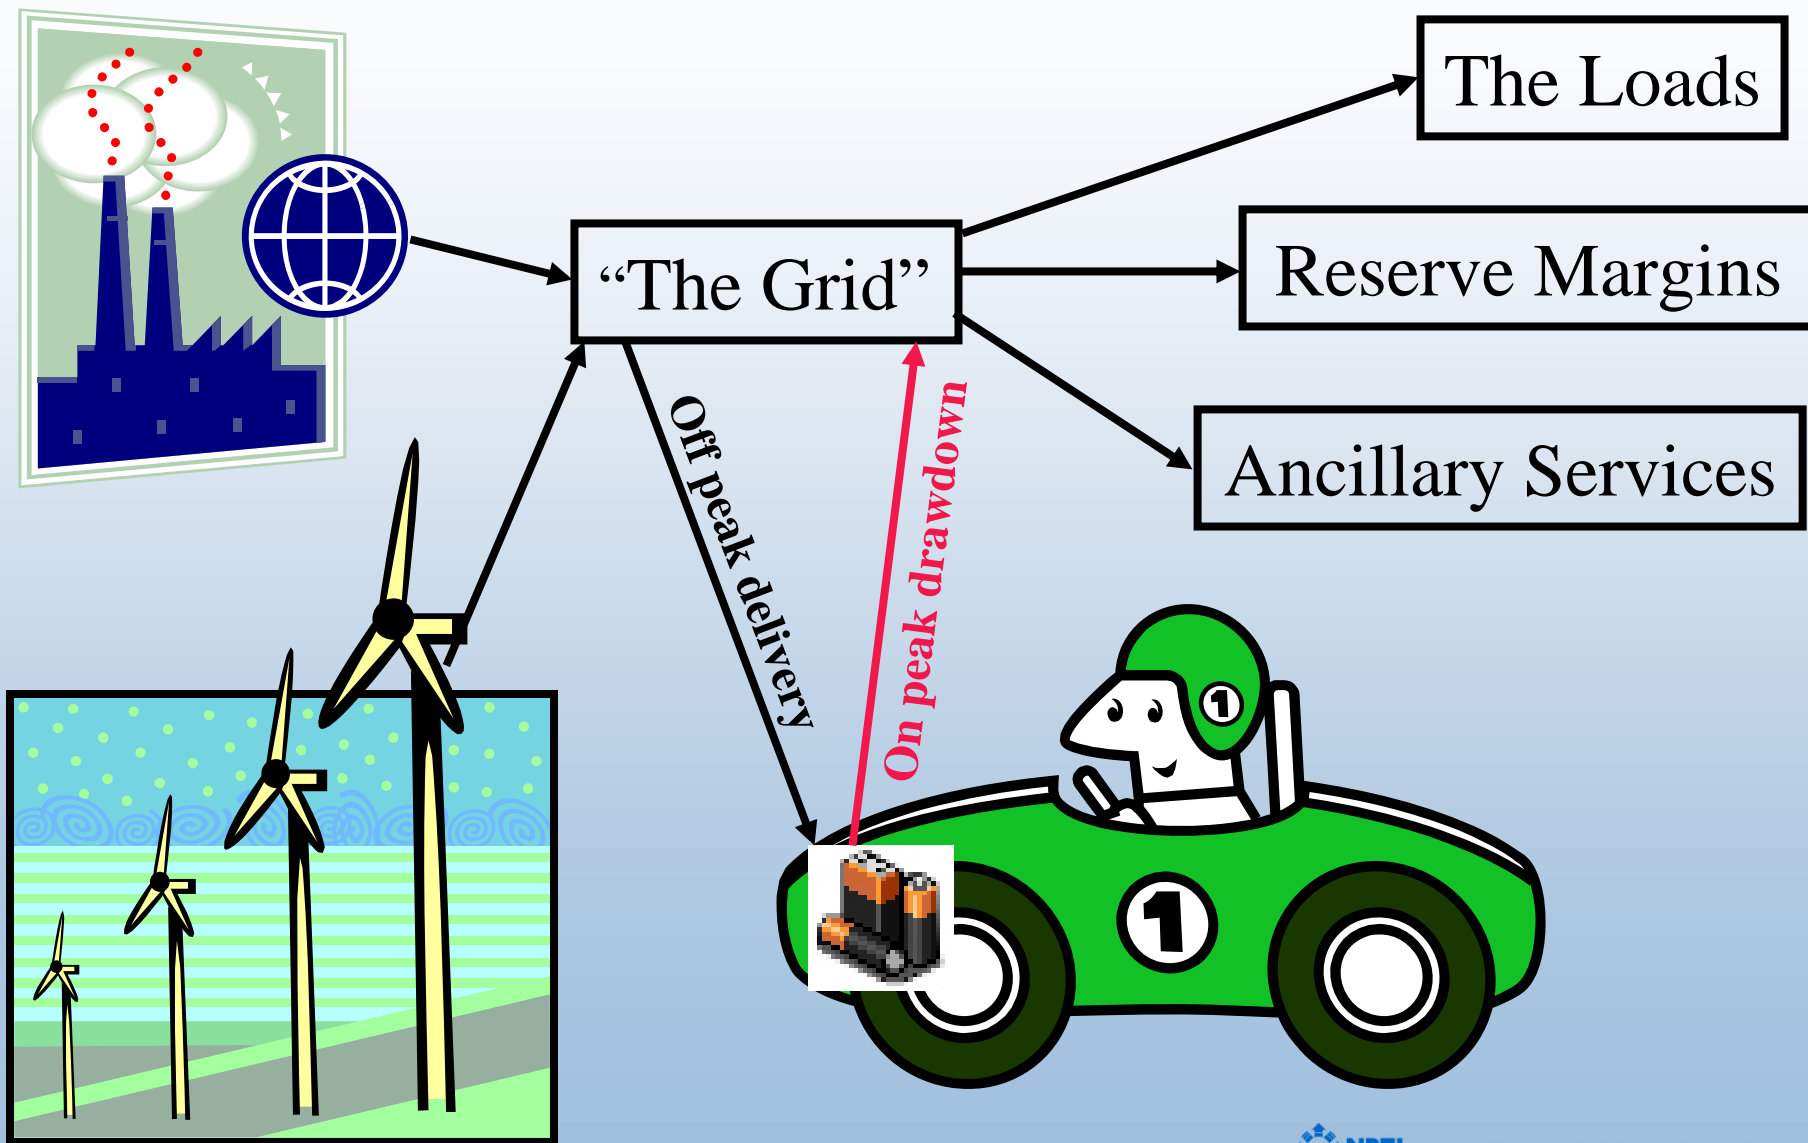 The Loads
“The Grid”
Reserve Margins
Ancillary Services
Off peak delivery
On peak drawdown
1
1